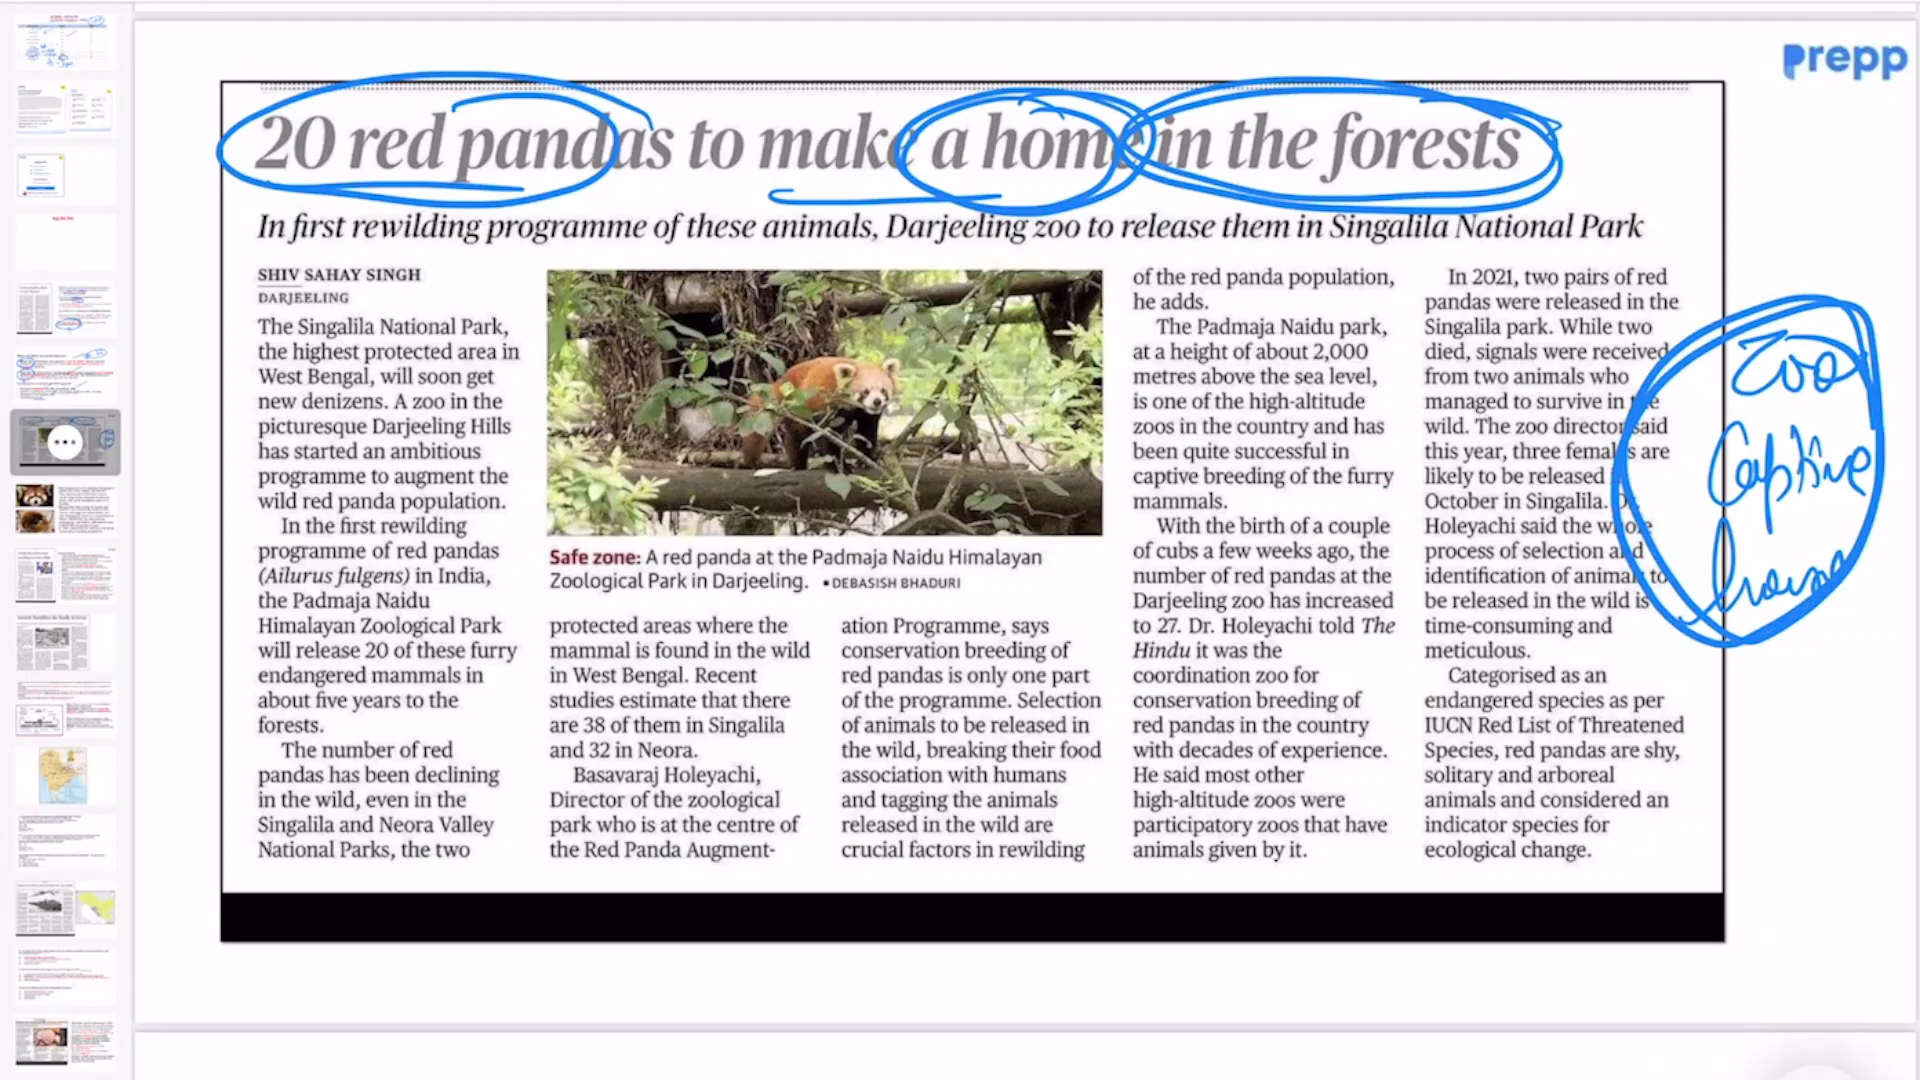 prepp
20 red pandas to make a home in the forests
In first rewilding programme of these animals, Darjeeling zoo to release them in Singalila National Park
SHIV SAHAY SINGH
DARJEELING
The Singalila National Park,
the highest protected area in
West Bengal, will soon get
new denizens. A zoo in the
picturesque Darjeeling Hills
has started an ambitious
programme to augment the
wild red panda population.
In the first rewilding
programme of red pandas
(Ailurus fulgens) in India,
the Padmaja Naidu
Himalayan Zoological Park
will release 20 of these furry
endangered mammals in
about five years to the
forests.
The number of red
pandas has been declining
in the wild, even in the
Singalila and Neora Valley
National Parks, the two
Safe zone: A red panda at the Padmaja Naidu Himalayan
Zoological Park in Darjeeling. ▪DEBASISH BHADURI
protected areas where the
mammal is found in the wild
in West Bengal. Recent
studies estimate that there
are 38 of them in Singalila
and 32 in Neora.
Basavaraj Holeyachi,
Director of the zoological
park who is at the centre of
the Red Panda Augment-
ation Programme, says
conservation breeding of
red pandas is only one part
of the programme. Selection
of animals to be released in
the wild, breaking their food
association with humans
and tagging the animals
released in the wild are
crucial factors in rewilding
of the red panda population,
he adds.
The Padmaja Naidu park,
at a height of about 2,000
metres above the sea level,
is one of the high-altitude
zoos in the country and has
been quite successful in
captive breeding of the furry
mammals.
With the birth of a couple
of cubs a few weeks ago, the
number of red pandas at the
Darjeeling zoo has increased
to 27. Dr. Holeyachi told The
Hindu it was the
coordination zoo for
conservation breeding of
red pandas in the country
with decades of experience.
He said most other
high-altitude zoos were
participatory zoos that have
animals given by it.
In 2021, two pairs of red
pandas were released in the
Singalila park. While two
died, signals were received
from two animals who
managed to survive in the
wild. The zoo director said
this year, three females are
likely to be released
October in Singalila. Dr.
Holeyachi said the whole
process of selection and
identification of animals to
be released in the wild is
time-consuming and
meticulous.
Categorised as an
endangered species as per
IUCN Red List of Threatened
Species, red pandas are shy,
solitary and arboreal
animals and considered an
indicator species for
ecological change.
Zoo
Captive